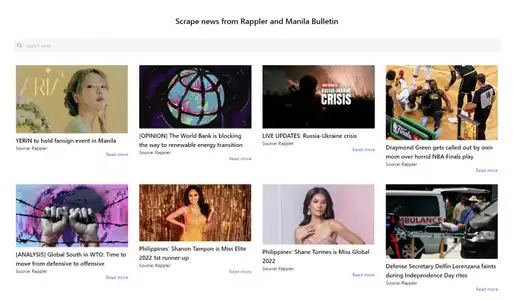 Scrape news from Rappler and Manila Bulletin
YERIN
YERIN to hold fansign event in Manila
Source: Rappler
Read more
[OPINION] The World Bank is blocking
the way to renewable energy transition
Source: Rappler
Read more
RUSSIA-UKRAINE
CRISIS
LIVE UPDATES: Russia-Ukraine crisis
Source: Rappler
Read more
Draymond Green gets called out by own
mom over horrid NBA Finals play
Source: Rappler
Read more
[ANALYSIS] Global South in WTO: Time to
move from defensive to offensive
Source: Rappler
Read more
Philippines' Shanon Tampon is Miss Elite
2022 1st runner-up
Source: Rappler
Read more
Philippines' Shane Tormes is Miss Global
2022
Source: Rappler
Read more
AMBULANCE
Defense Secretary Delfin Lorenzana faints
during Independence Day rites
Source: Rappler
Read more